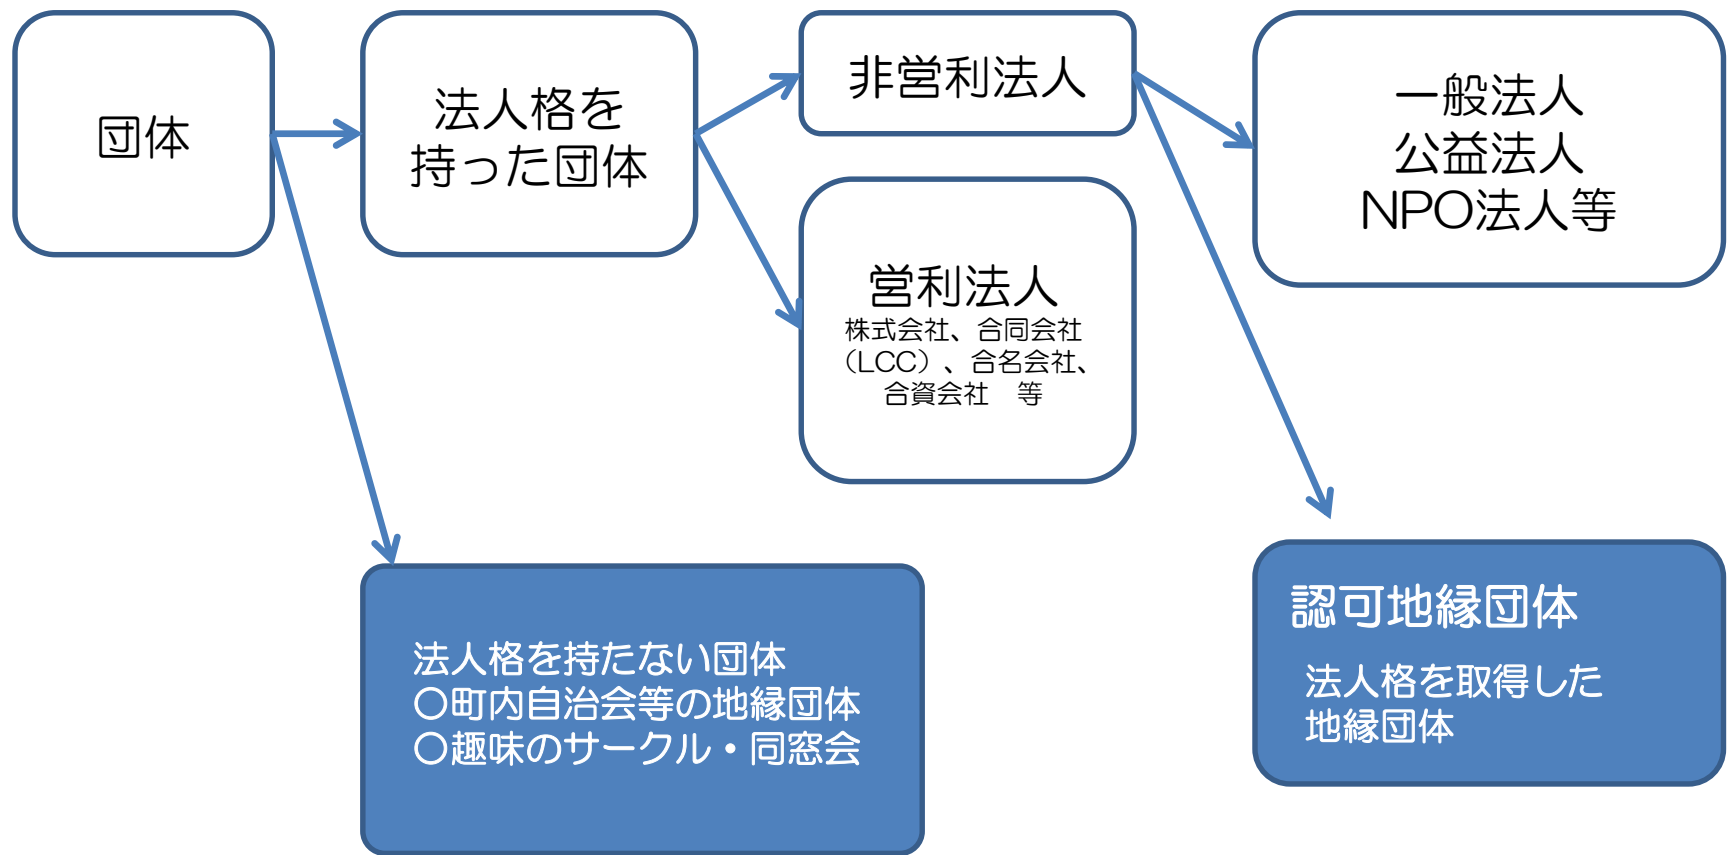 団体
法人格を
持った団体
非営利法人
営利法人
株式会社、合同会社
（LCC）、合名会社、
合資会社　等
一般法人
公益法人
NPO法人等
法人格を持たない団体
〇町内自治会等の地縁団体
〇趣味のサークル・同窓会
認可地縁団体
法人格を取得した
地縁団体